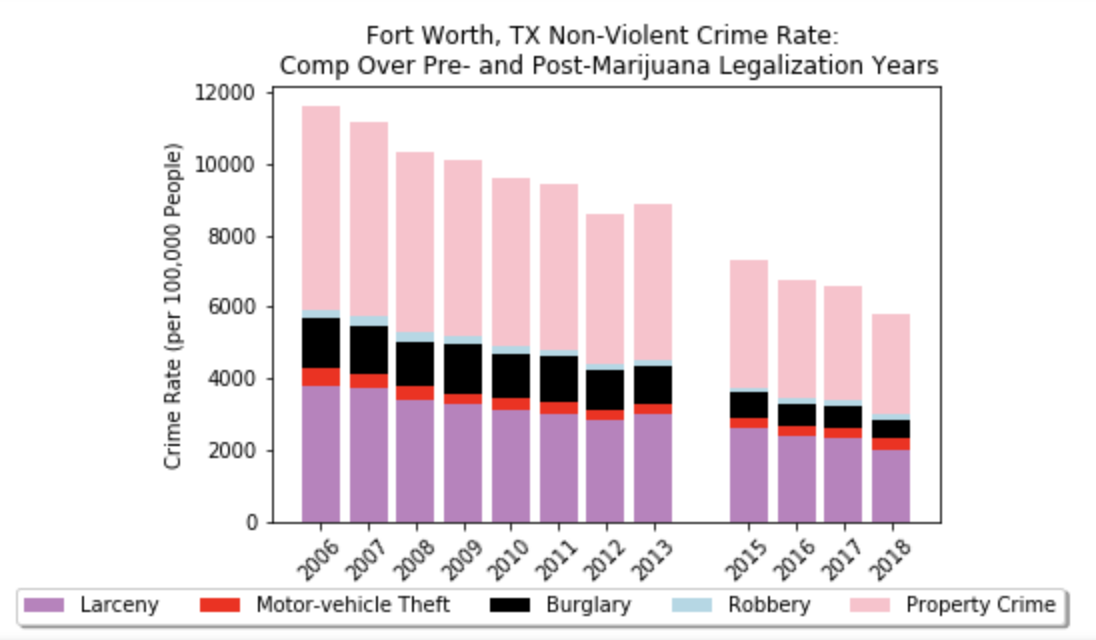 Fort Worth, TX Non-Violent Crime Rate:
Comp Over Pre- and Post-Marijuana Legalization Years
Crime Rate (per 100,000 People)
12000
10000
8000
6000
4000
2000
0
2006 2007 2008 2009 2010 2011 2012 2013 2015 2016 2017 2018
Larceny Motor-vehicle Theft Burglary Robbery Property Crime